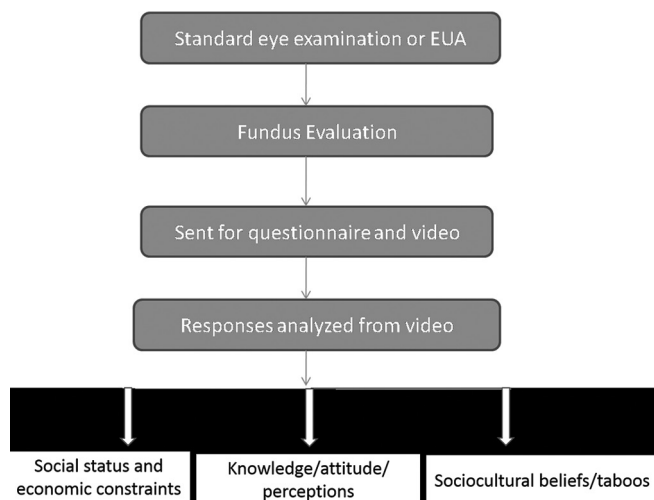 Standard eye examination or EUA
Fundus Evaluation
Sent for questionnaire and video
Responses analyzed from video
Social status and
economic constraints
Knowledge/attitude/
perceptions
Sociocultural beliefs/taboos